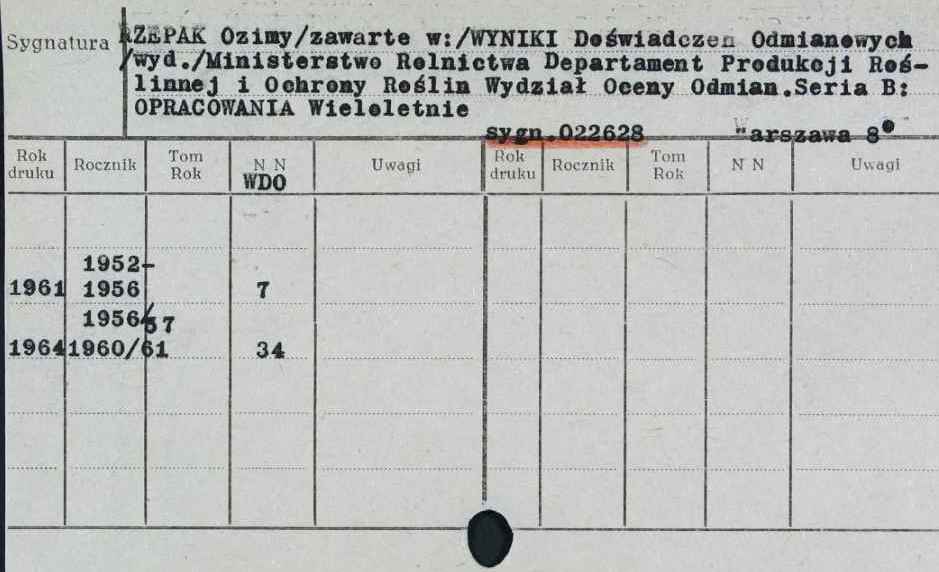 Sygnatura RZEPAK Ozimy/zawarte w:/WYNIKI Doświadczen Odmianowych
/wyd./Ministerstwo Rolnictwa Departament Produkcji Roś-
linnej i Ochrony Roślin Wydział Oceny Odmian.Seria B:
OPRACOWANIA Wieloletnie
sygn.022628 Warszawa 8°
Rok druku Rocznik Tom Rok N N WDO Uwagi Rok druku Rocznik Tom Rok N N Uwagi
1952-
1961 1956 7
1956/57
1964 1960/61 34